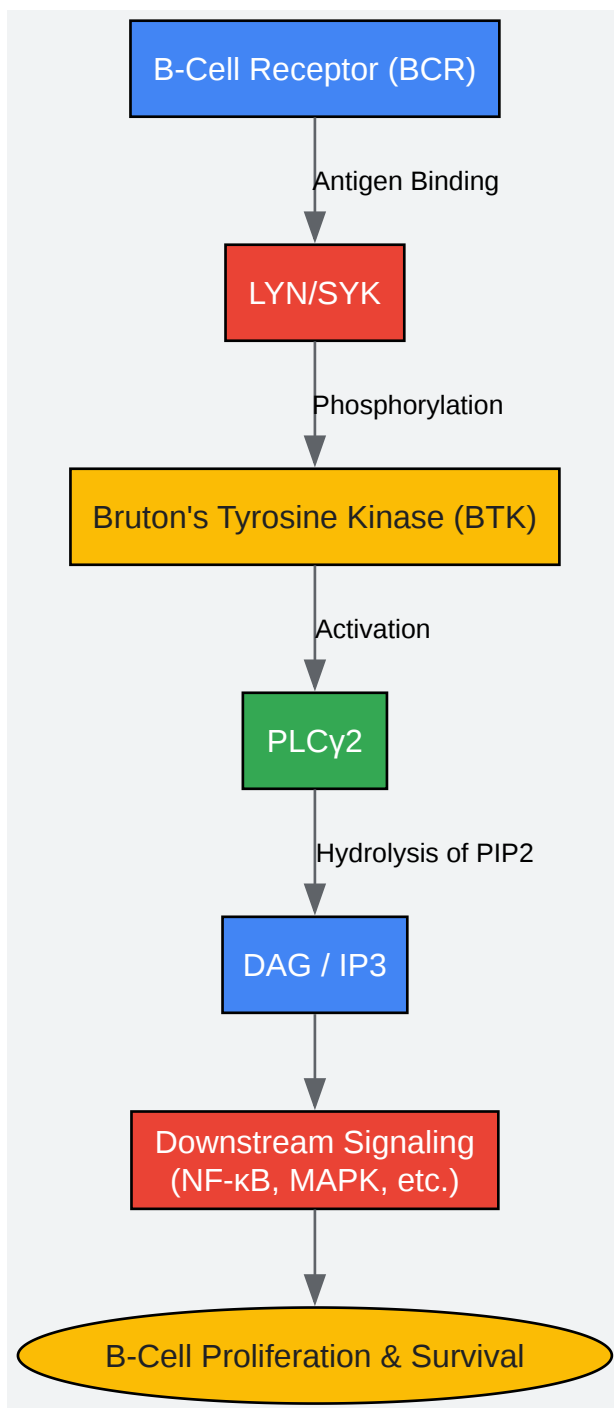 B-Cell Receptor (BCR)
Antigen Binding
LYN/SYK
Phosphorylation
Bruton's Tyrosine Kinase (BTK)
Activation
PLCγ2
Hydrolysis of PIP2
DAG / IP3
Downstream Signaling
(NF-κB, MAPK, etc.)
B-Cell Proliferation & Survival